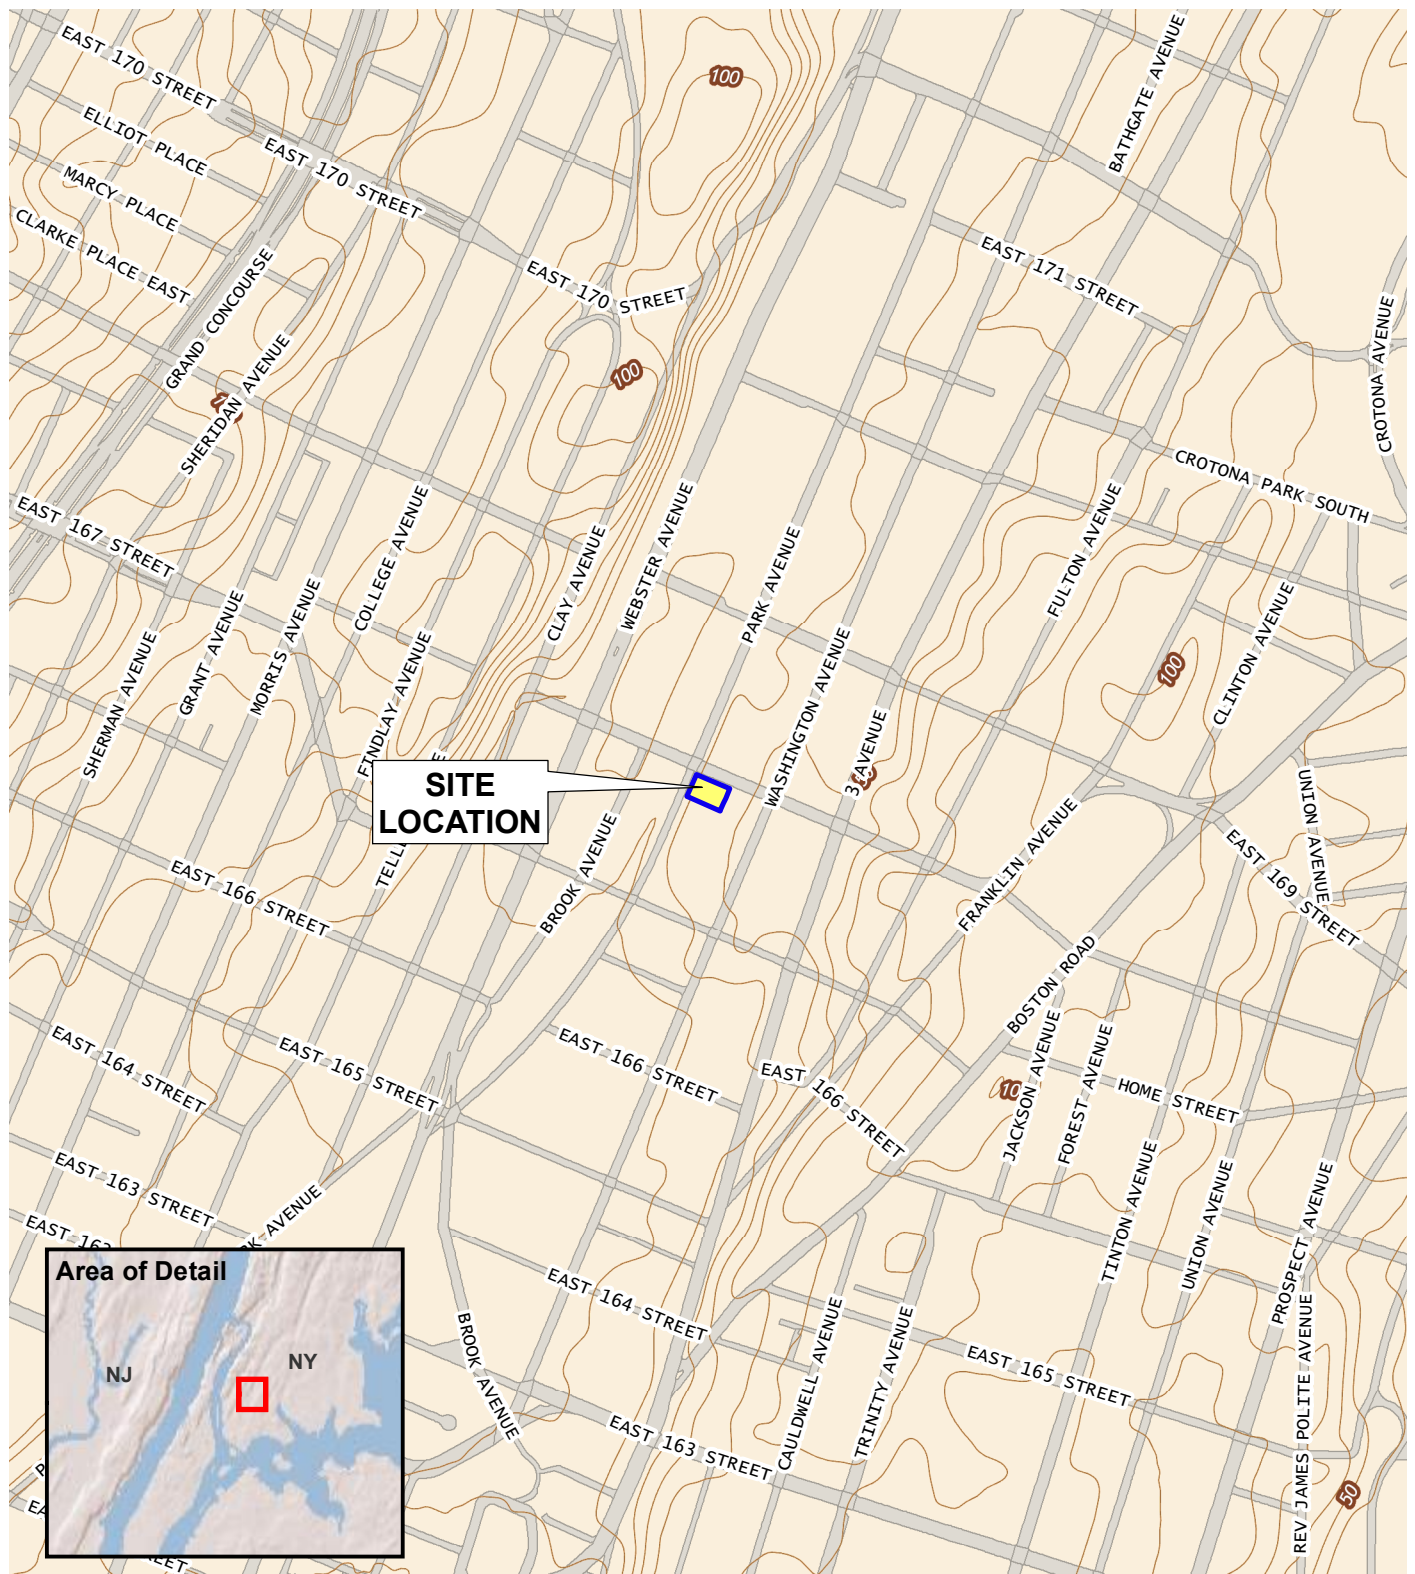 100
BATHGATE AVENUE
EAST 170 STREET
ELLIOT PLACE
EAST 170 STREET
MARCY PLACE
CLARKE PLACE EAST
EAST 171 STREET
GRAND CONCOURSE
EAST 170 STREET
CROTONA AVENUE
SHERIDAN AVENUE
100
CROTONA PARK SOUTH
EAST 167 STREET
COLLEGE AVENUE
CLAY AVENUE
WEBSTER AVENUE
PARK AVENUE
FULTON AVENUE
CLINTON AVENUE
GRANT AVENUE
MORRIS AVENUE
SHERMAN AVENUE
FINDLAY AVENUE
WASHINGTON AVENUE
100
3 AVENUE
SITE
LOCATION
UNION AVENUE
FRANKLIN AVENUE
EAST 169 STREET
BROOK AVENUE
EAST 166 STREET
BOSTON ROAD
EAST 164 STREET
EAST 165 STREET
EAST 166 STREET
EAST 166 STREET
JACKSON AVENUE
FOREST AVENUE
HOME STREET
EAST 163 STREET
TINTON AVENUE
UNION AVENUE
PROSPECT AVENUE
AVENUE
Area of Detail
NJ
NY
EAST 164 STREET
BROOK AVENUE
CAULDWELL AVENUE
TRINITY AVENUE
EAST 165 STREET
REV JAMES POLITE AVENUE
EAST 163 STREET
50